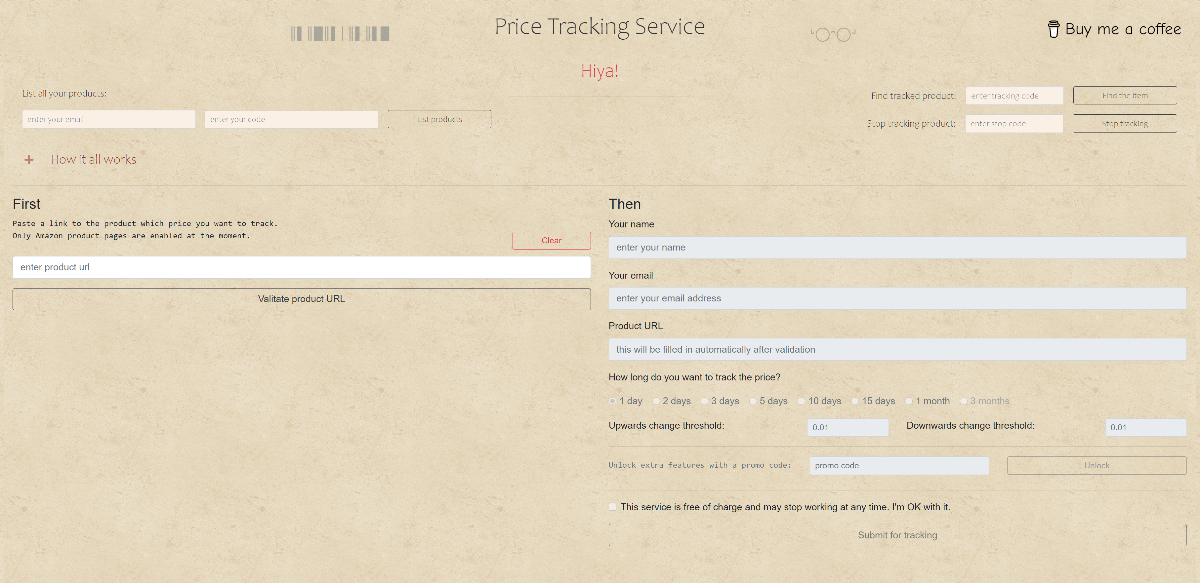 Price Tracking Service
Buy me a coffee
Hiya!
List all your products:
enter your email
enter your code
List products
Find tracked product:
enter tracking code
Find the item
Stop tracking product:
enter stop code
Stop tracking
+ How it all works
First
Paste a link to the product which price you want to track.
Only Amazon product pages are enabled at the moment.
Clear
enter product url
Valitate product URL
Then
Your name
enter your name
Your email
enter your email address
Product URL
this will be filled in automatically after validation
How long do you want to track the price?
1 day 2 days 3 days 5 days 10 days 15 days 1 month 3 months
Upwards change threshold: 0.01 Downwards change threshold: 0.01
Unlock extra features with a promo code: promo code Unlock
This service is free of charge and may stop working at any time. I'm OK with it.
Submit for tracking